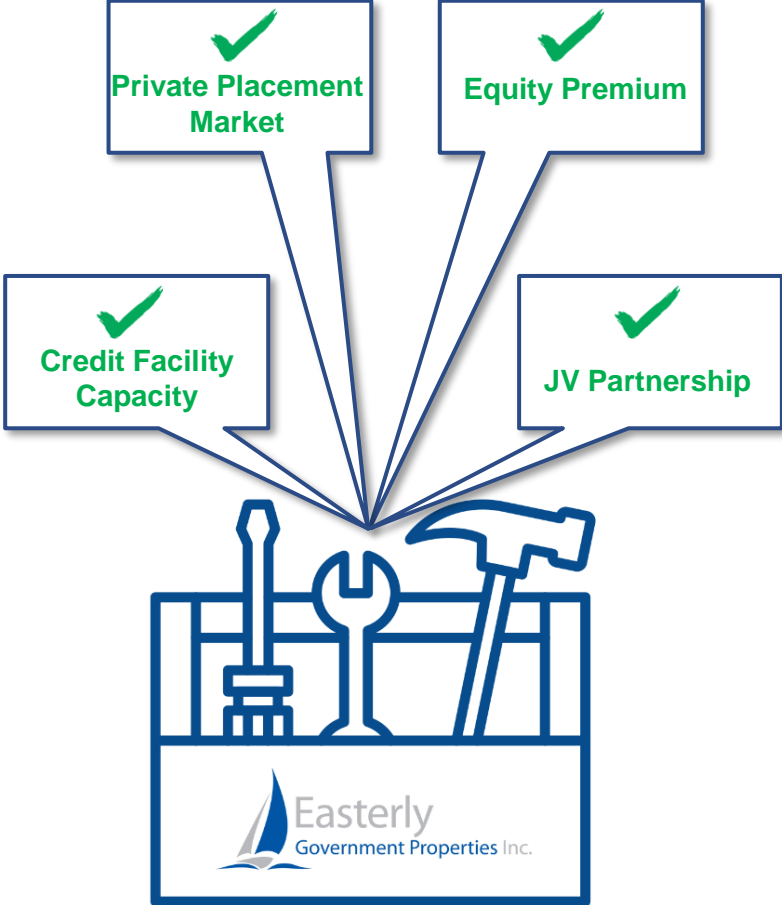 Private Placement
Market
Equity Premium
Credit Facility
Capacity
JV Partnership
Easterly
Government Properties Inc.